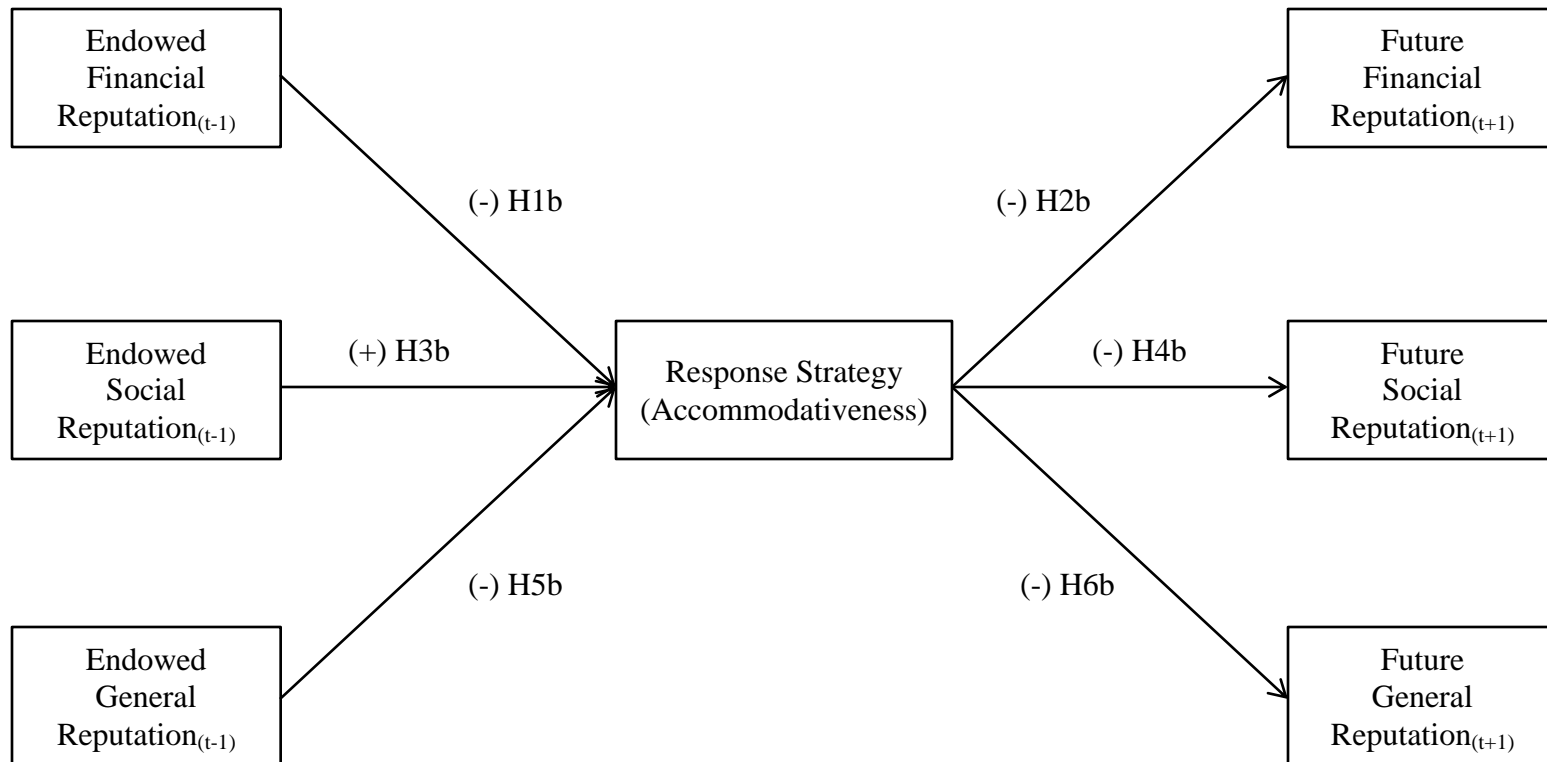 Endowed
Financial
Reputation(t-1)
Future
Financial
Reputation(t+1)
(-) H1b
(-) H2b
Endowed
Social
Reputation(t-1)
(+) H3b
Response Strategy
(Accommodativeness)
(-) H4b
Future
Social
Reputation(t+1)
(-) H5b
(-) H6b
Endowed
General
Reputation(t-1)
Future
General
Reputation(t+1)